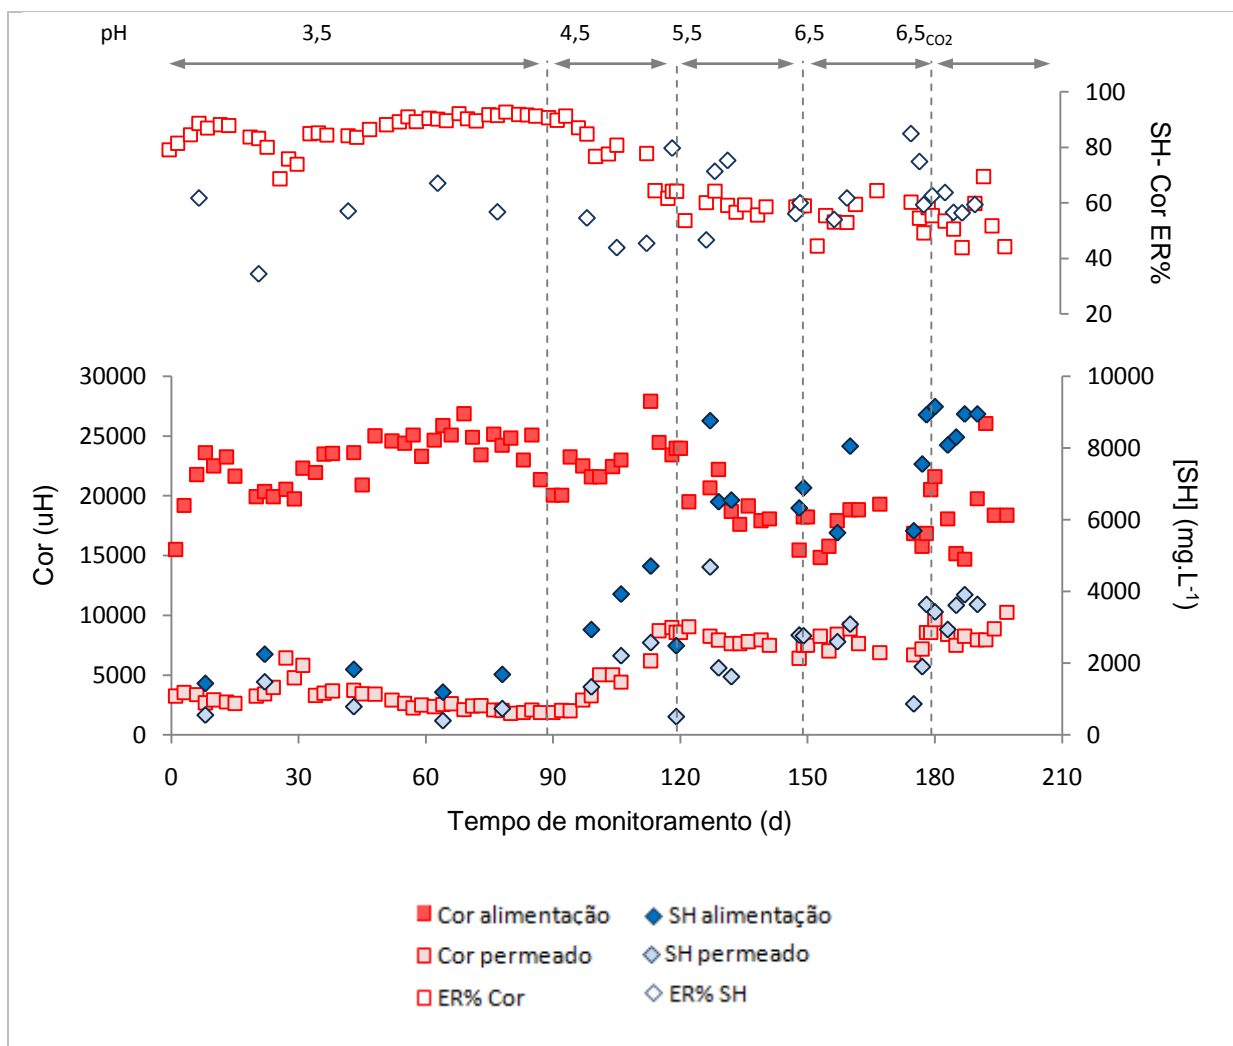 pH 3,5 4,5 5,5 6,5 6,5CO2
100
80
60
40
20
SH- Cor ER%
30000
25000
20000
15000
10000
5000
0
Cor (uH)
10000
8000
6000
4000
2000
0
[SH] (mg.L-1)
0 30 60 90 120 150 180 210
Tempo de monitoramento (d)
Cor alimentação SH alimentação
Cor permeado SH permeado
ER% Cor ER% SH